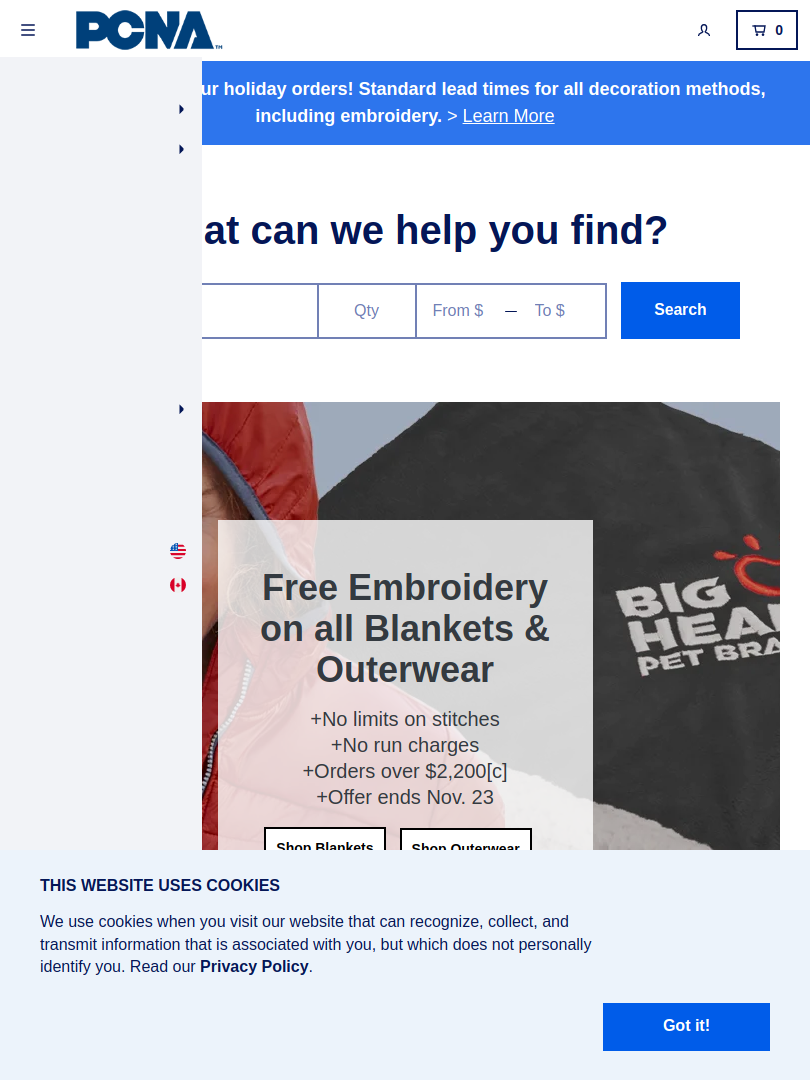 PCNA™
0
ur holiday orders! Standard lead times for all decoration methods,
including embroidery. > Learn More
at can we help you find?
Qty
From $ — To $
Search
BIG
HEA
PET BRA
Free Embroidery
on all Blankets &
Outerwear
+No limits on stitches
+No run charges
+Orders over $2,200[c]
+Offer ends Nov. 23
Shop Blankets
Shop Outerwear
THIS WEBSITE USES COOKIES
We use cookies when you visit our website that can recognize, collect, and
transmit information that is associated with you, but which does not personally
identify you. Read our Privacy Policy.
Got it!